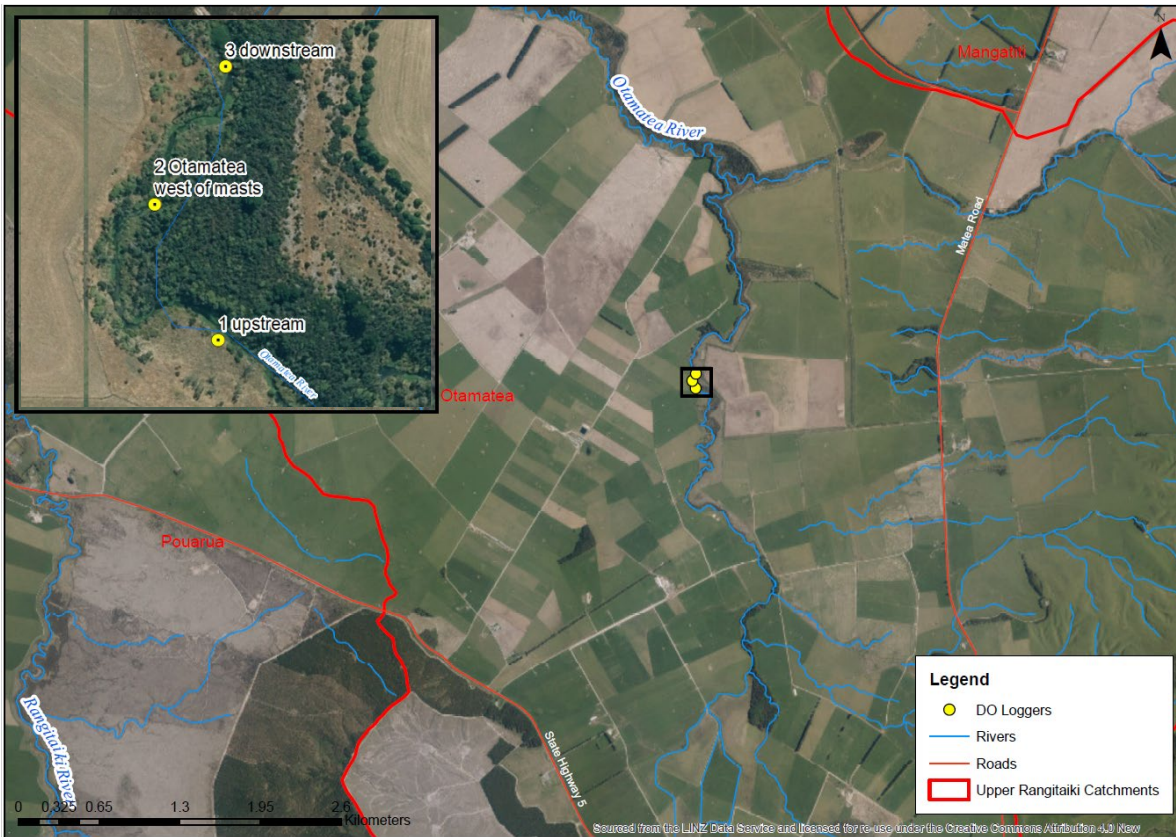 3 downstream
2 Otamatea
west of masts
1 upstream
Otamatea River
Otamatea River
Mangatiti
N
Matea Road
Otamatea
Pouarua
State Highway 5
Rangitaiki River
0 0.325 0.65 1.3 1.95 2.6
Kilometers
Legend
DO Loggers
Rivers
Roads
Upper Rangitaiki Catchments
Sourced from the LINZ Data Service and licensed for re-use under the Creative Commons Attribution 4.0 New